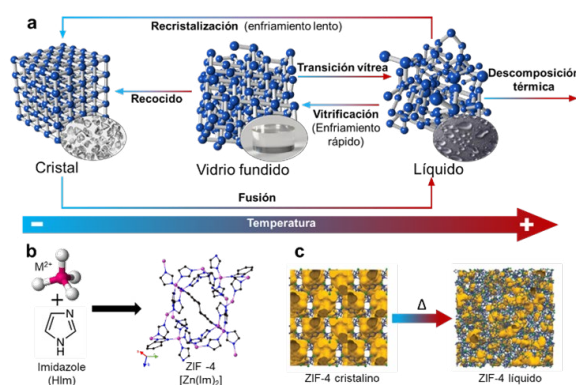 a
Recristalización (enfriamiento lento)
Transición vítrea
Descomposición
térmica
Recocido
Vitrificación
(Enfriamiento
rápido)
Cristal
Vidrio fundido
Líquido
Fusión
− Temperatura +
b
M²⁺
+
N
N
H
Imidazole
(HIm)
ZIF -4
[Zn(Im)₂]
c
Δ
ZIF-4 cristalino
ZIF-4 líquido